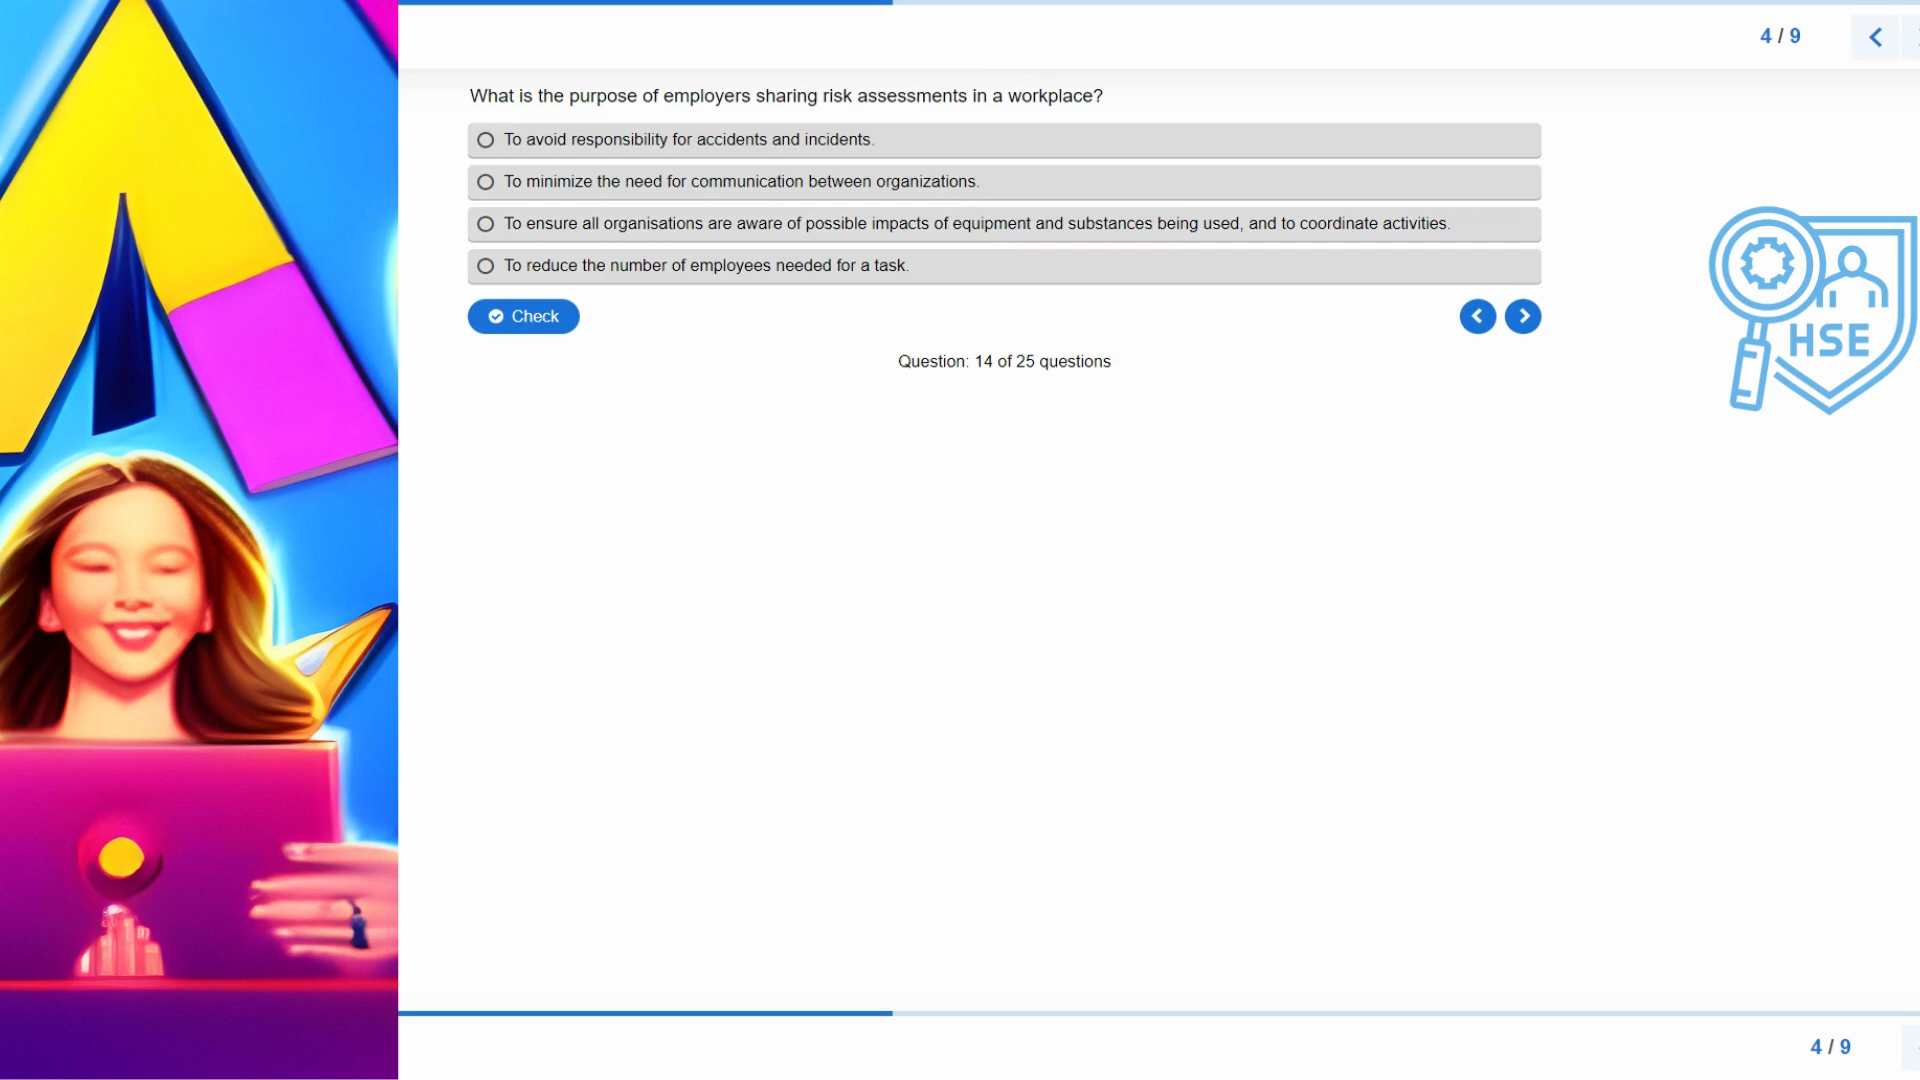 4 / 9
What is the purpose of employers sharing risk assessments in a workplace?
To avoid responsibility for accidents and incidents.
To minimize the need for communication between organizations.
To ensure all organisations are aware of possible impacts of equipment and substances being used, and to coordinate activities.
To reduce the number of employees needed for a task.
Check
Question: 14 of 25 questions
HSE
4 / 9